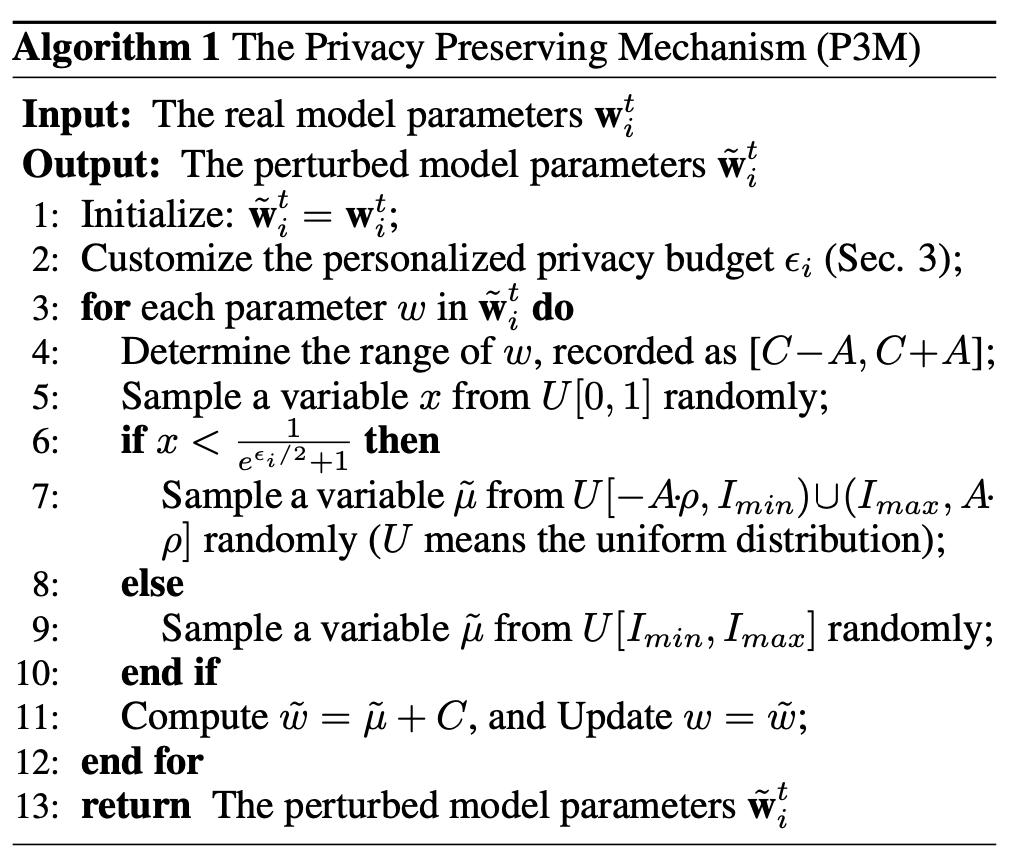 Algorithm 1 The Privacy Preserving Mechanism (P3M)
Input: The real model parameters $\mathbf{w}_i^t$
Output: The perturbed model parameters $\tilde{\mathbf{w}}_i^t$
1: Initialize: $\tilde{\mathbf{w}}_i^t = \mathbf{w}_i^t$;
2: Customize the personalized privacy budget $\epsilon_i$ (Sec. 3);
3: for each parameter $w$ in $\tilde{\mathbf{w}}_i^t$ do
4: Determine the range of $w$, recorded as $[C-A, C+A]$;
5: Sample a variable $x$ from $U[0, 1]$ randomly;
6: if $x < \frac{1}{e^{\epsilon_i/2}+1}$ then
7: Sample a variable $\tilde{\mu}$ from $U[-A \cdot \rho, I_{min}) \cup (I_{max}, A \cdot$
$\rho]$ randomly ($U$ means the uniform distribution);
8: else
9: Sample a variable $\tilde{\mu}$ from $U[I_{min}, I_{max}]$ randomly;
10: end if
11: Compute $\tilde{w} = \tilde{\mu} + C$, and Update $w = \tilde{w}$;
12: end for
13: return The perturbed model parameters $\tilde{\mathbf{w}}_i^t$